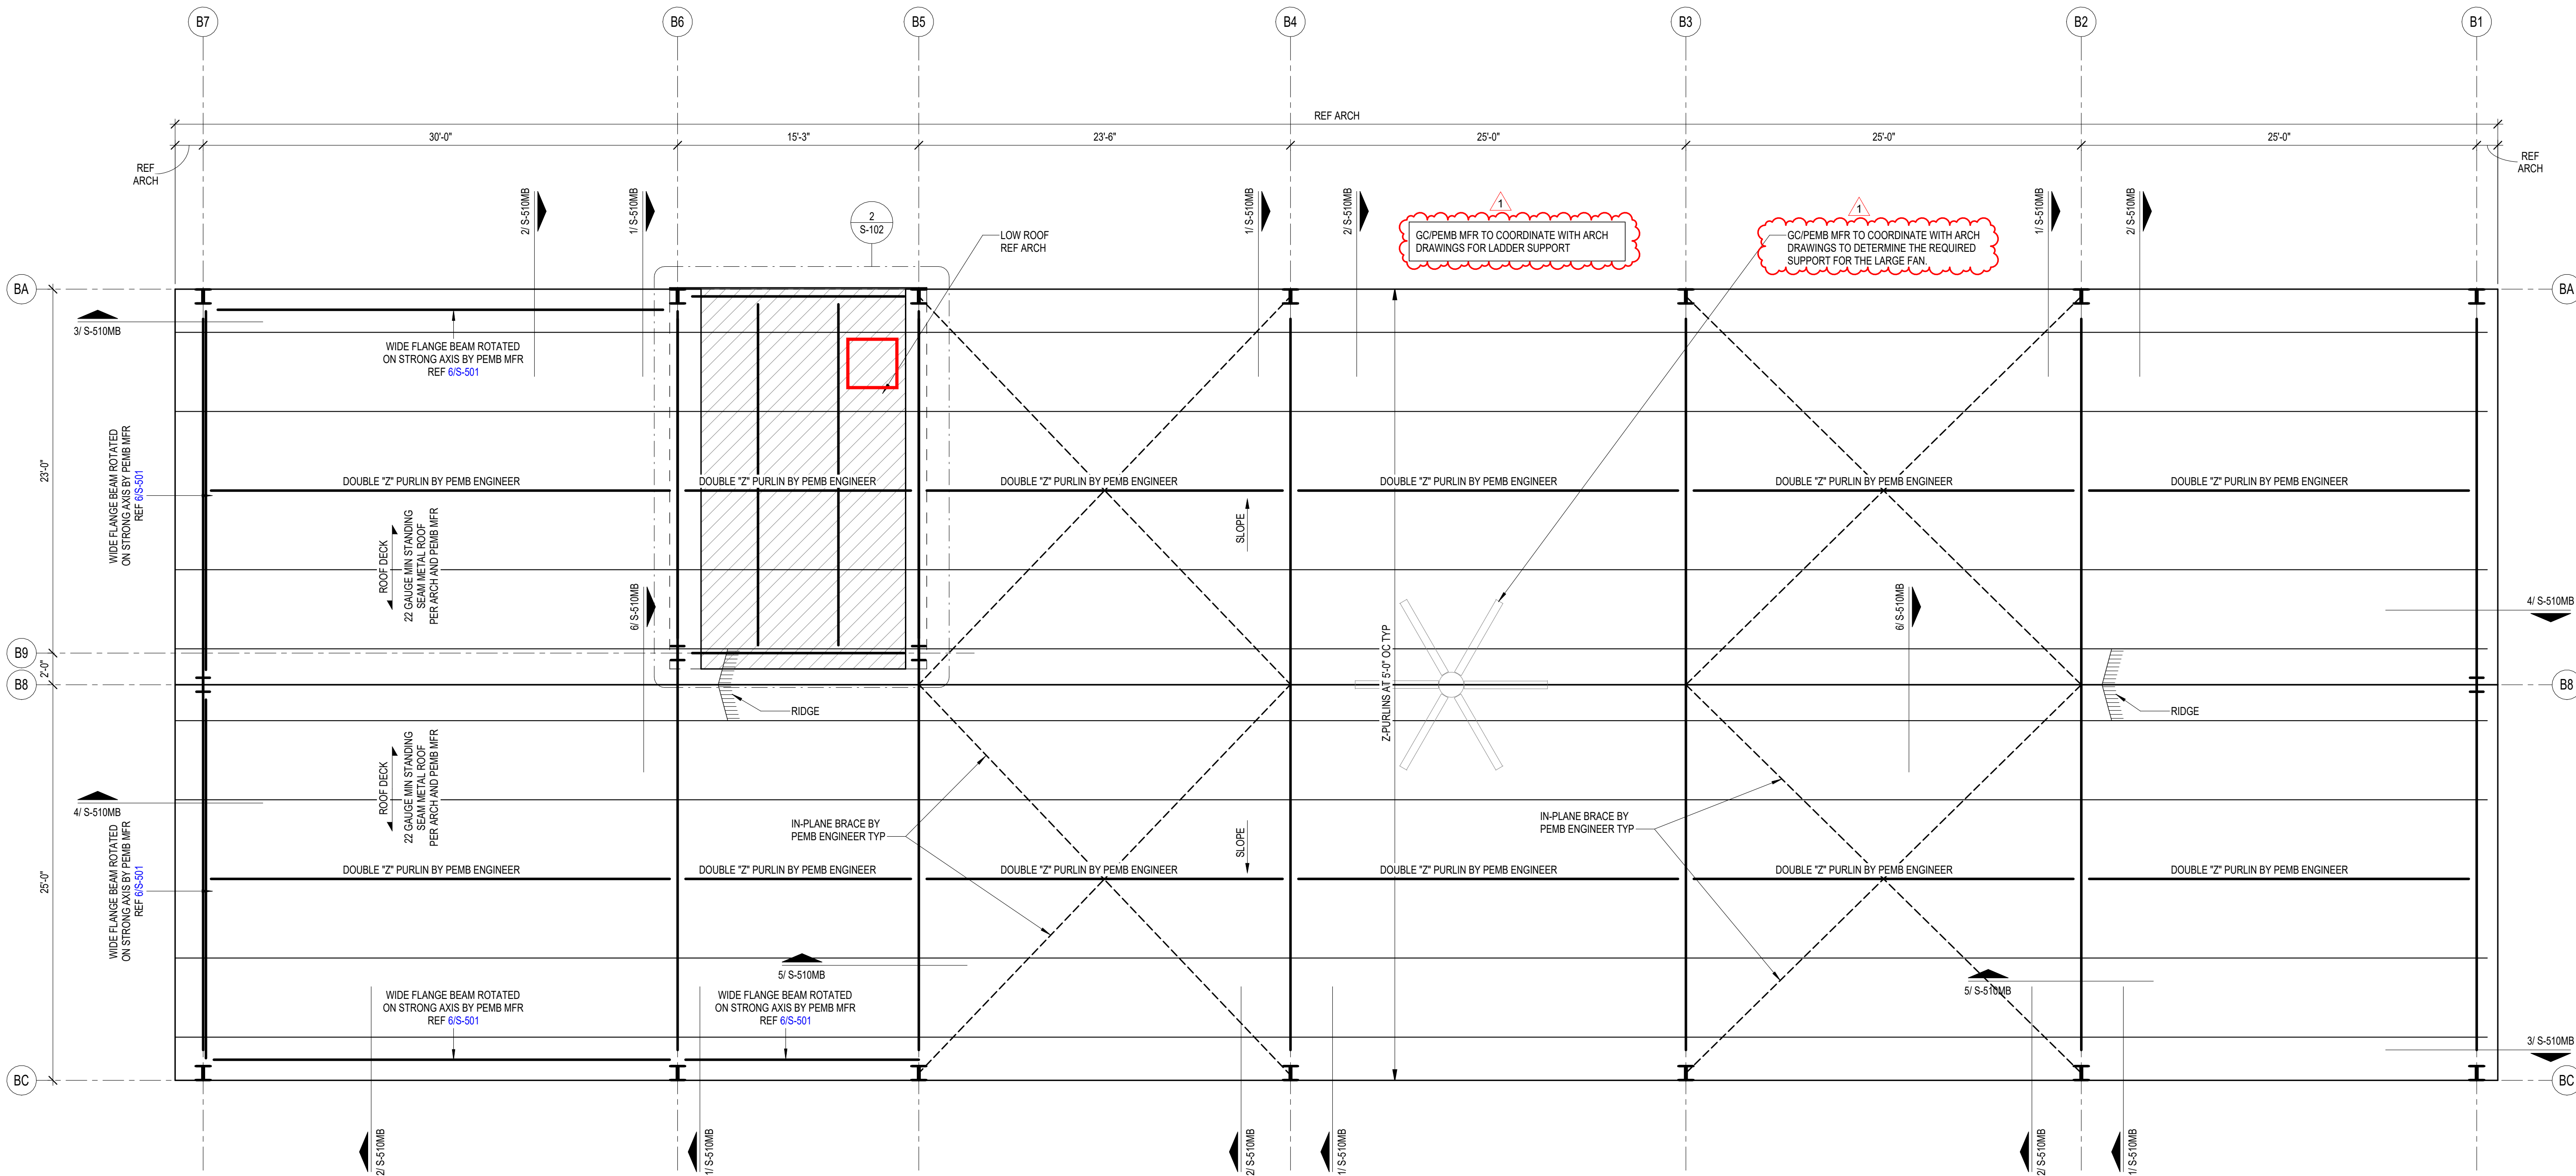 B7
B6
B5
B4
B3
B2
B1
REF ARCH
30'-0"
15'-3"
23'-6"
25'-0"
25'-0"
25'-0"
REF
ARCH
REF
ARCH
2/ S-510MB
1/ S-510MB
2
S-102
LOW ROOF
REF ARCH
1/ S-510MB
2/ S-510MB
1
GC/PEMB MFR TO COORDINATE WITH ARCH
DRAWINGS FOR LADDER SUPPORT
1
GC/PEMB MFR TO COORDINATE WITH ARCH
DRAWINGS TO DETERMINE THE REQUIRED
SUPPORT FOR THE LARGE FAN.
1/ S-510MB
2/ S-510MB
BA
BA
3/ S-510MB
WIDE FLANGE BEAM ROTATED
ON STRONG AXIS BY PEMB MFR
REF 6/S-501
23'-0"
WIDE FLANGE BEAM ROTATED
ON STRONG AXIS BY PEMB MFR
REF 6/S-501
DOUBLE "Z" PURLIN BY PEMB ENGINEER
DOUBLE "Z" PURLIN BY PEMB ENGINEER
DOUBLE "Z" PURLIN BY PEMB ENGINEER
DOUBLE "Z" PURLIN BY PEMB ENGINEER
DOUBLE "Z" PURLIN BY PEMB ENGINEER
DOUBLE "Z" PURLIN BY PEMB ENGINEER
ROOF DECK
22 GAUGE MIN STANDING
SEAM METAL ROOF
PER ARCH AND PEMB MFR
SLOPE
6/ S-510MB
6/ S-510MB
4/ S-510MB
B9
2'-0"
B8
B8
Z-PURLINS AT 5'-0" OC TYP
RIDGE
RIDGE
ROOF DECK
22 GAUGE MIN STANDING
SEAM METAL ROOF
PER ARCH AND PEMB MFR
4/ S-510MB
IN-PLANE BRACE BY
PEMB ENGINEER TYP
SLOPE
IN-PLANE BRACE BY
PEMB ENGINEER TYP
25'-0"
WIDE FLANGE BEAM ROTATED
ON STRONG AXIS BY PEMB MFR
REF 6/S-501
DOUBLE "Z" PURLIN BY PEMB ENGINEER
DOUBLE "Z" PURLIN BY PEMB ENGINEER
DOUBLE "Z" PURLIN BY PEMB ENGINEER
DOUBLE "Z" PURLIN BY PEMB ENGINEER
DOUBLE "Z" PURLIN BY PEMB ENGINEER
DOUBLE "Z" PURLIN BY PEMB ENGINEER
5/ S-510MB
5/ S-510MB
WIDE FLANGE BEAM ROTATED
ON STRONG AXIS BY PEMB MFR
REF 6/S-501
WIDE FLANGE BEAM ROTATED
ON STRONG AXIS BY PEMB MFR
REF 6/S-501
3/ S-510MB
BC
BC
2/ S-510MB
1/ S-510MB
2/ S-510MB
1/ S-510MB
2/ S-510MB
1/ S-510MB